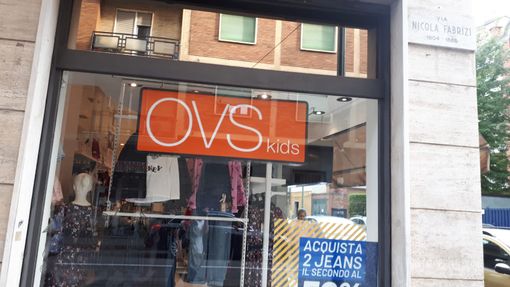 OVS kids
VIA
NICOLA FABRIZI
1804 1885
ACQUISTA
2 JEANS
IL SECONDO AL